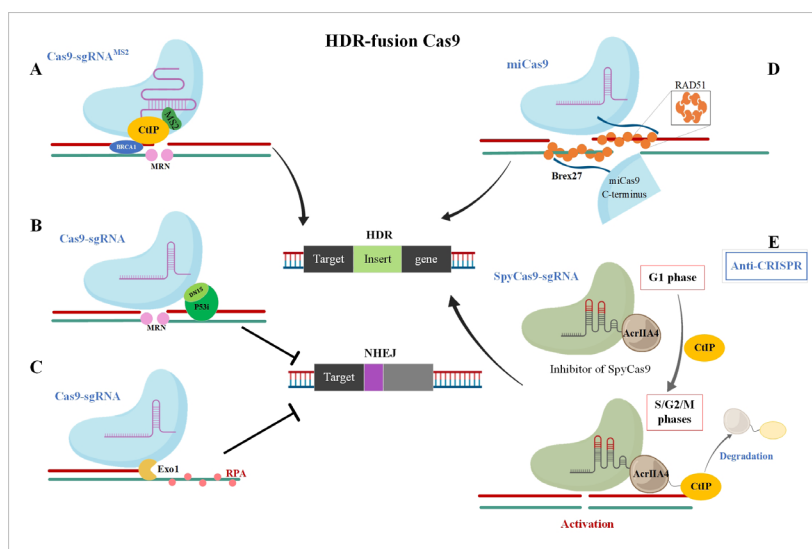 HDR-fusion Cas9
A
Cas9-sgRNA^MS2
MS2
CtIP
BRCA1
MRN
B
Cas9-sgRNA
DN1S
P53i
MRN
C
Cas9-sgRNA
Exo1
RPA
HDR
Target Insert gene
NHEJ
Target
miCas9
D
RAD51
Brex27
miCas9
C-terminus
E
Anti-CRISPR
SpyCas9-sgRNA
G1 phase
AcrIIA4
CtIP
Inhibitor of SpyCas9
S/G2/M
phases
AcrIIA4
CtIP
Degradation
Activation